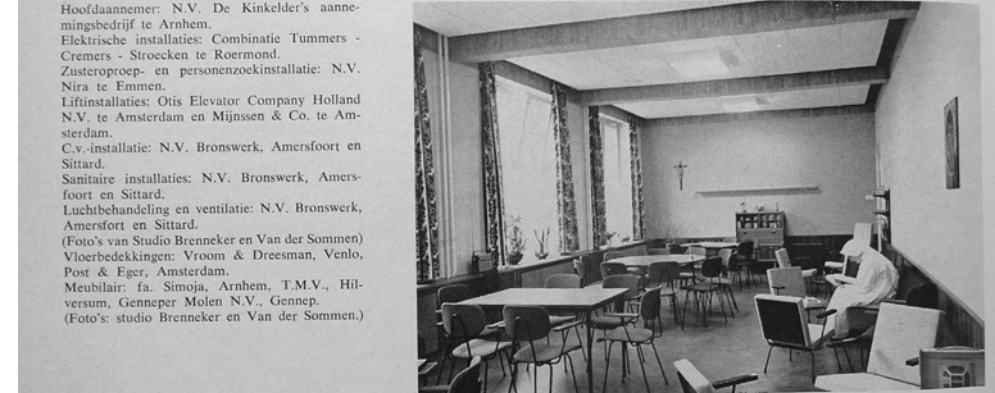 Hoofdaannemer: N.V. De Kinkelder's aanne-
mingsbedrijf te Arnhem.
Elektrische installaties: Combinatie Tummers -
Cremers - Stroecken te Roermond.
Zusteroproep- en personenzoekinstallatie: N.V.
Nira te Emmen.
Liftinstallaties: Otis Elevator Company Holland
N.V. te Amsterdam en Mijnssen & Co. te Am-
sterdam.
C.v.-installatie: N.V. Bronswerk, Amersfoort en
Sittard.
Sanitaire installaties: N.V. Bronswerk, Amers-
foort en Sittard.
Luchtbehandeling en ventilatie: N.V. Bronswerk,
Amersfort en Sittard.
(Foto's van Studio Brenneker en Van der Sommen)
Vloerbedekkingen: Vroom & Dreesman, Venlo,
Post & Eger, Amsterdam.
Meubilair: fa. Simoja, Arnhem, T.M.V., Hil-
versum, Genneper Molen N.V., Gennep.
(Foto's: studio Brenneker en Van der Sommen.)